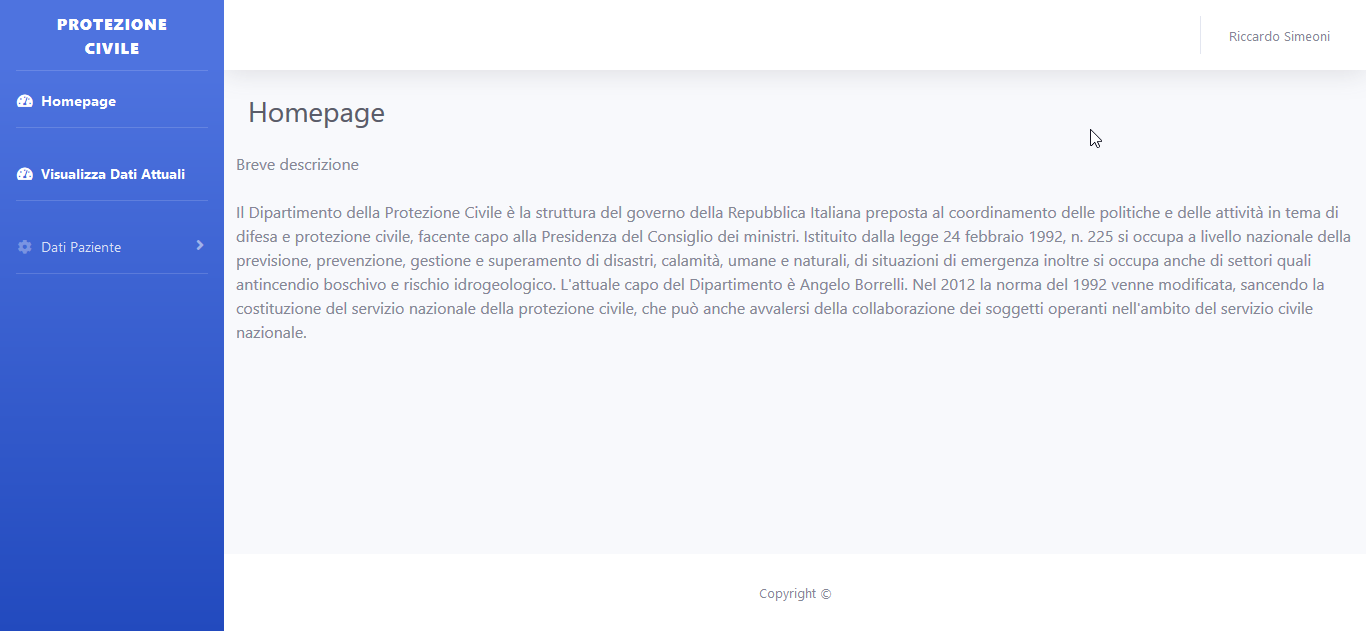 PROTEZIONE
CIVILE
Homepage
Visualizza Dati Attuali
Dati Paziente
Riccardo Simeoni
Homepage
Breve descrizione
Il Dipartimento della Protezione Civile è la struttura del governo della Repubblica Italiana preposta al coordinamento delle politiche e delle attività in tema di
difesa e protezione civile, facente capo alla Presidenza del Consiglio dei ministri. Istituito dalla legge 24 febbraio 1992, n. 225 si occupa a livello nazionale della
previsione, prevenzione, gestione e superamento di disastri, calamità, umane e naturali, di situazioni di emergenza inoltre si occupa anche di settori quali
antincendio boschivo e rischio idrogeologico. L'attuale capo del Dipartimento è Angelo Borrelli. Nel 2012 la norma del 1992 venne modificata, sancendo la
costituzione del servizio nazionale della protezione civile, che può anche avvalersi della collaborazione dei soggetti operanti nell'ambito del servizio civile
nazionale.
Copyright ©